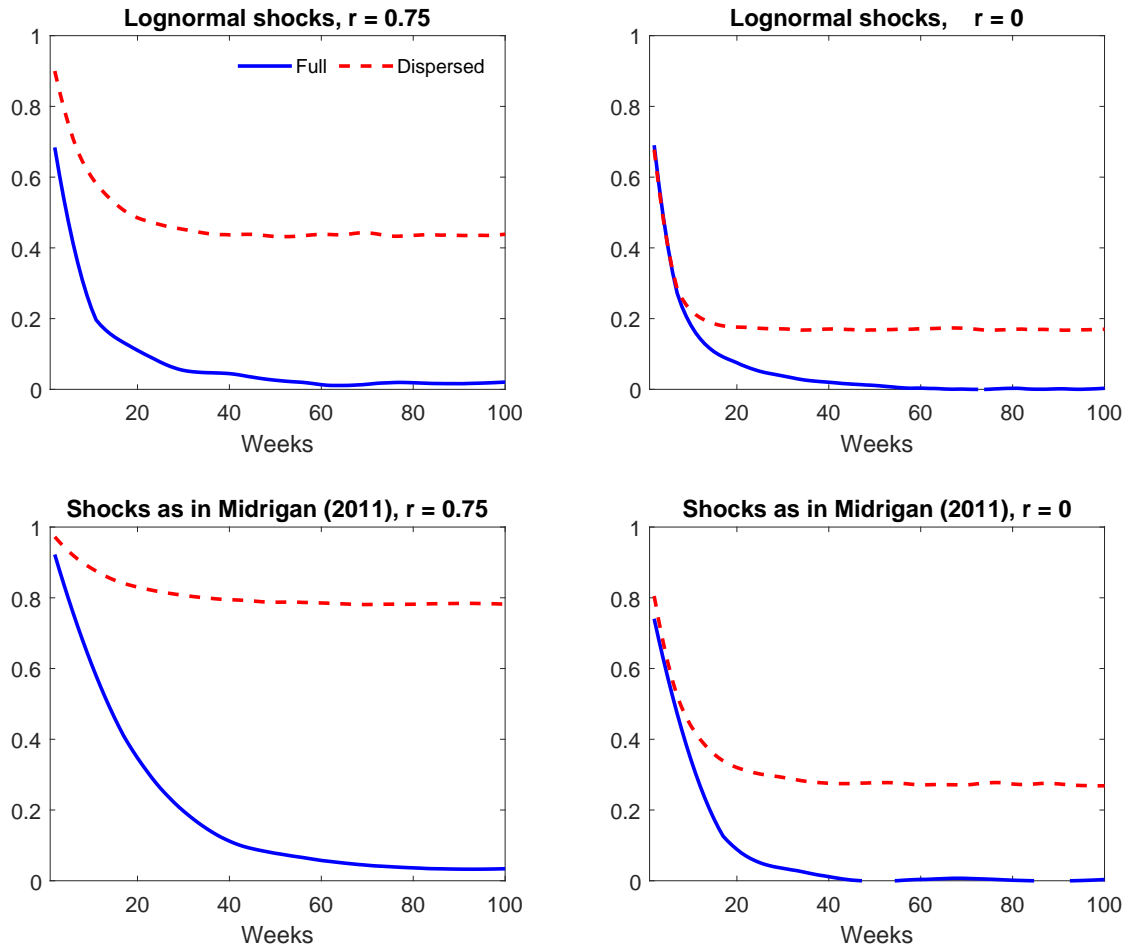 Lognormal shocks, r = 0.75
1
0.8
0.6
0.4
0.2
0
Full Dispersed
20 40 60 80 100
Weeks
Lognormal shocks, r = 0
1
0.8
0.6
0.4
0.2
0
20 40 60 80 100
Weeks
Shocks as in Midrigan (2011), r = 0.75
1
0.8
0.6
0.4
0.2
0
20 40 60 80 100
Weeks
Shocks as in Midrigan (2011), r = 0
1
0.8
0.6
0.4
0.2
0
20 40 60 80 100
Weeks